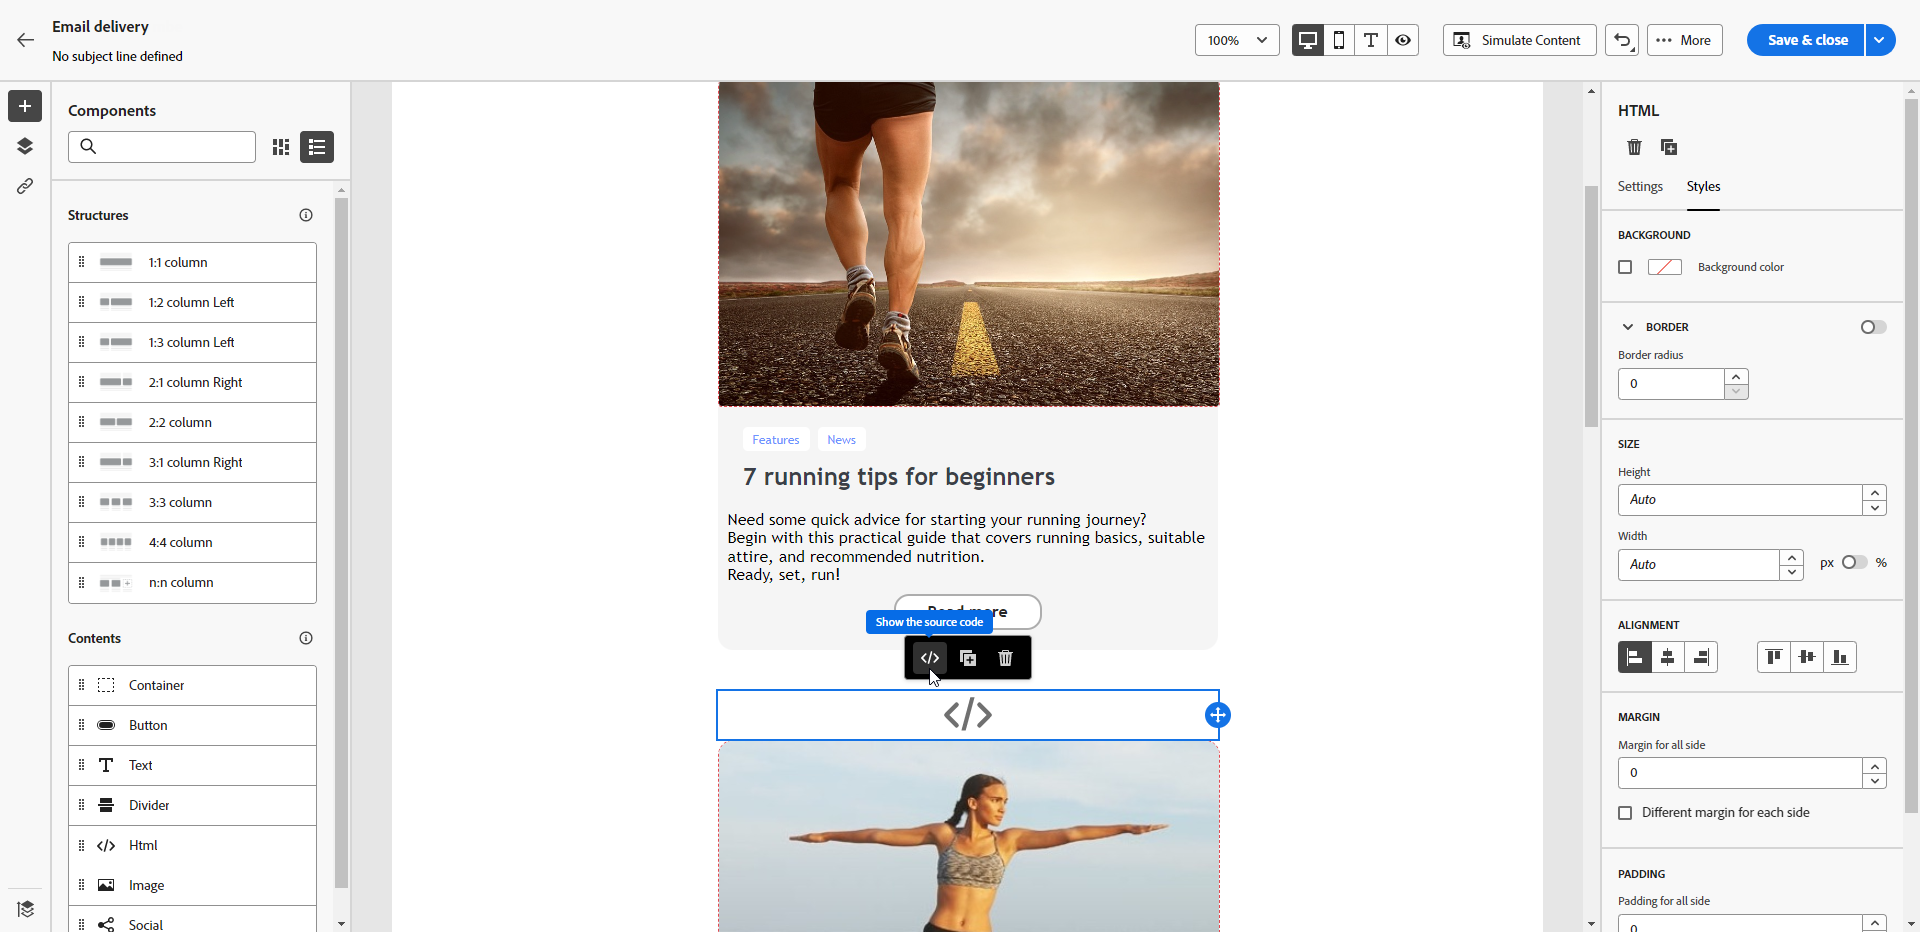 Email delivery
No subject line defined
100%
Simulate Content
More
Save & close
Components
Structures
1:1 column
1:2 column Left
1:3 column Left
2:1 column Right
2:2 column
3:1 column Right
3:3 column
4:4 column
n:n column
Contents
Container
Button
Text
Divider
Html
Image
Social
Features
News
7 running tips for beginners
Need some quick advice for starting your running journey?
Begin with this practical guide that covers running basics, suitable
attire, and recommended nutrition.
Ready, set, run!
Read more
Show the source code
HTML
Settings
Styles
BACKGROUND
Background color
BORDER
Border radius
0
SIZE
Height
Auto
Width
Auto
px
%
ALIGNMENT
MARGIN
Margin for all side
0
Different margin for each side
PADDING
Padding for all side
0